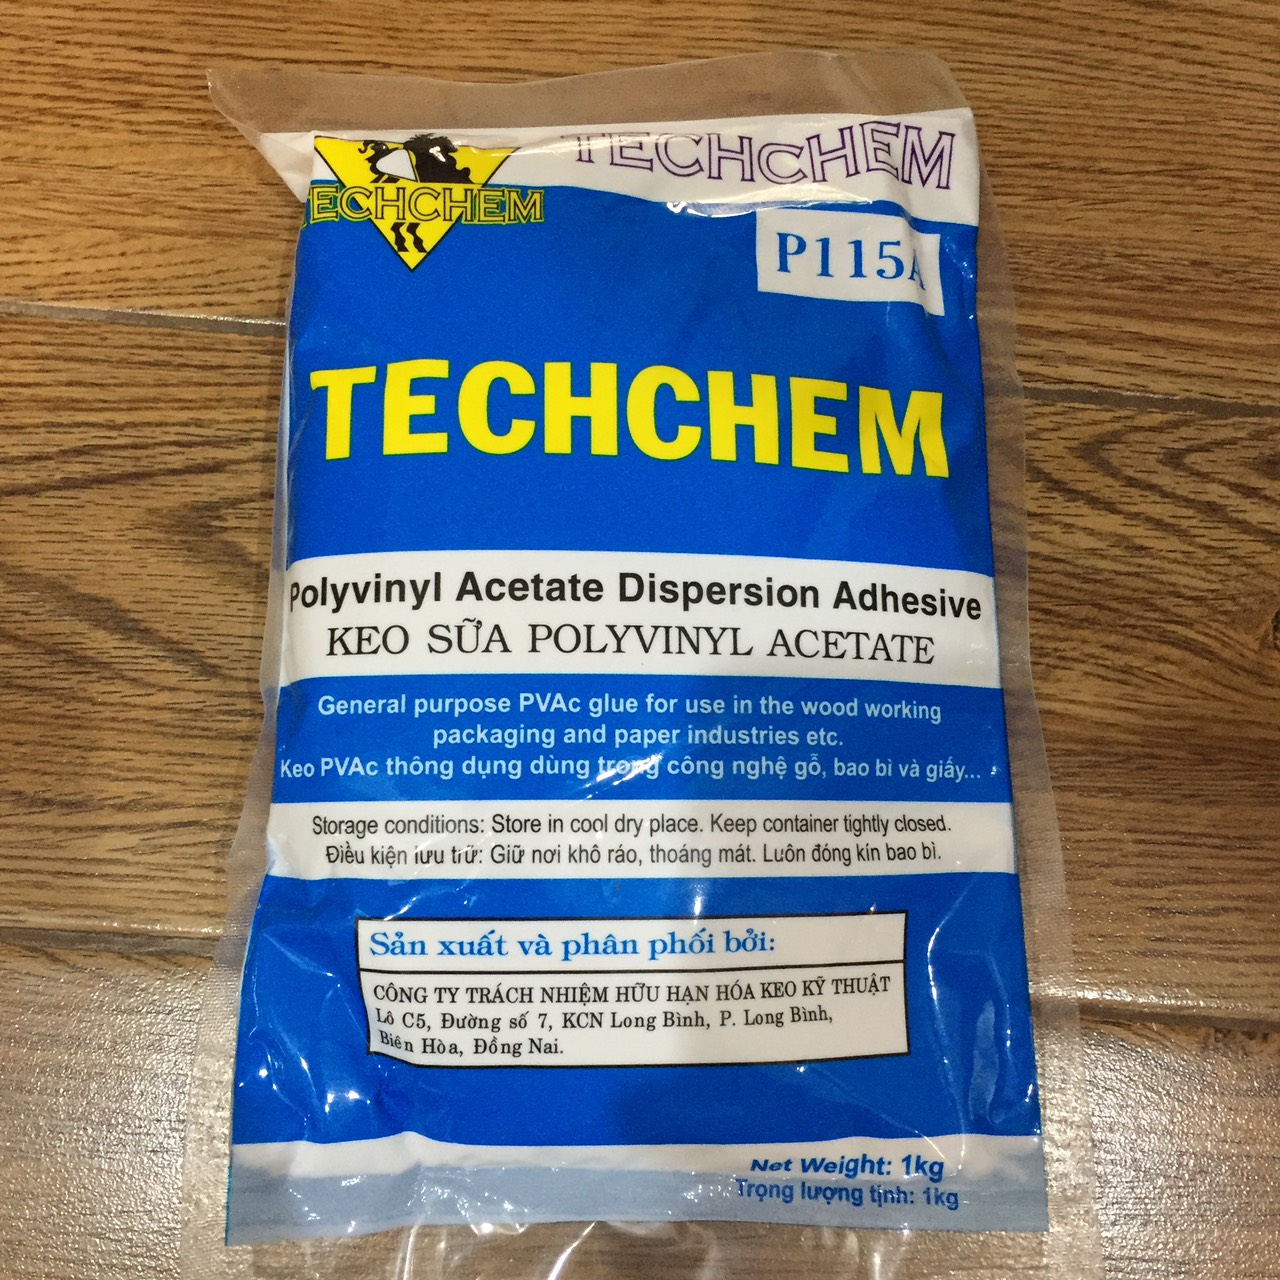 TECHCHEM
TECHCHEM
P115A
TECHCHEM
Polyvinyl Acetate Dispersion Adhesive
KEO SỮA POLYVINYL ACETATE
General purpose PVAc glue for use in the wood working
packaging and paper industries etc.
Keo PVAc thông dụng dùng trong công nghệ gỗ, bao bì và giấy...
Storage conditions: Store in cool dry place. Keep container tightly closed.
Điều kiện lưu trữ: Giữ nơi khô ráo, thoáng mát. Luôn đóng kín bao bì.
Sản xuất và phân phối bởi:
CÔNG TY TRÁCH NHIỆM HỮU HẠN HÓA KEO KỸ THUẬT
Lô C5, Đường số 7, KCN Long Bình, P. Long Bình,
Biên Hòa, Đồng Nai.
Net Weight: 1kg
Trọng lượng tịnh: 1kg